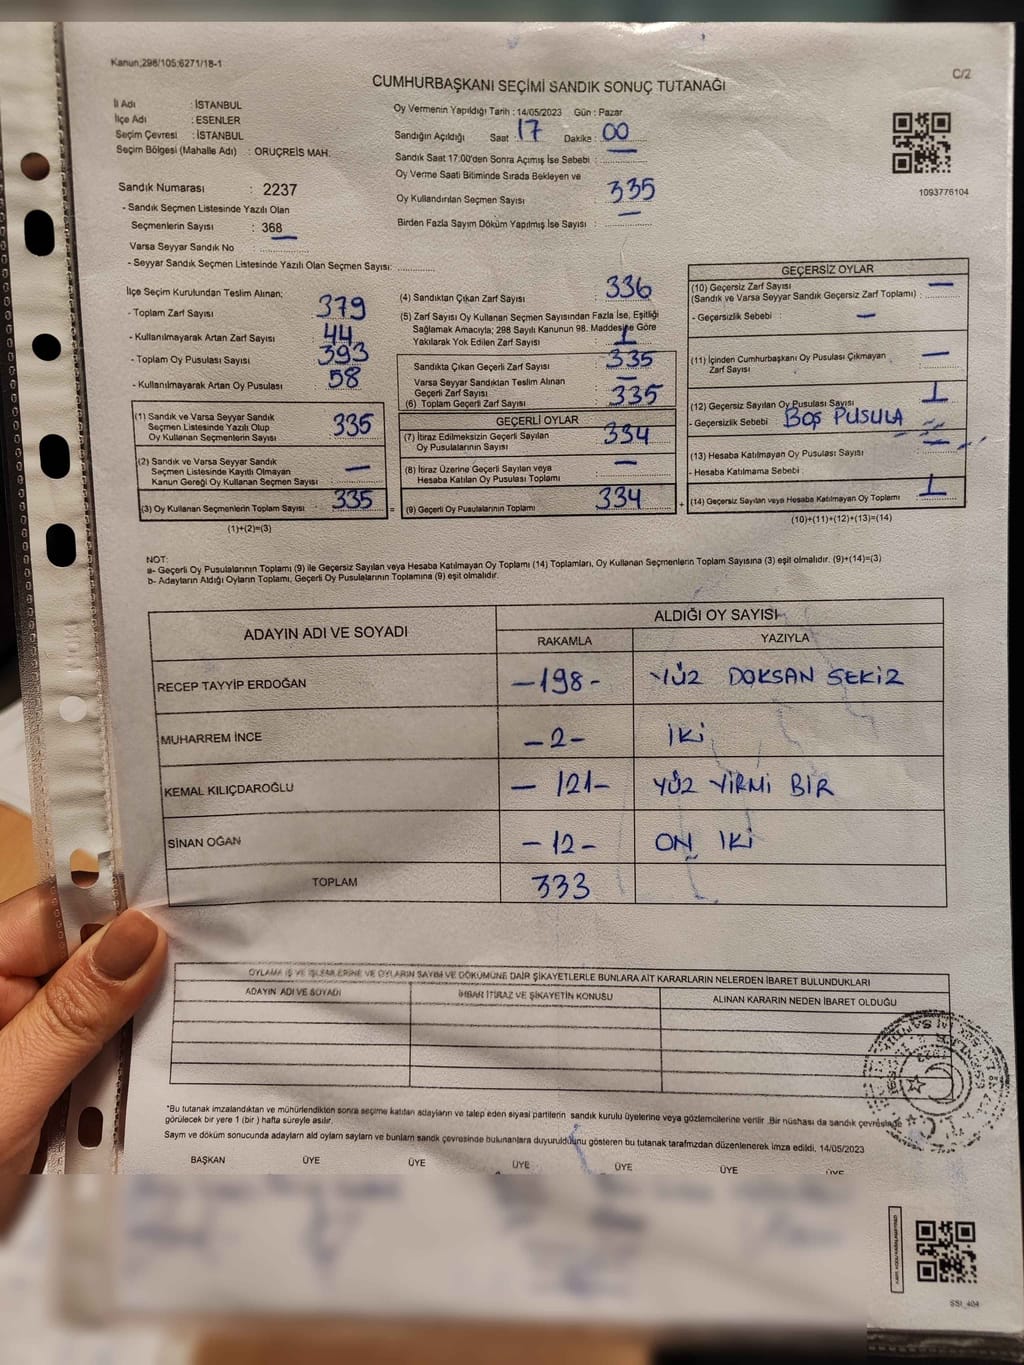 Kanun;298/105;6271/18-1
C/2
CUMHURBAŞKANI SEÇİMİ SANDIK SONUÇ TUTANAĞI
İl Adı : İSTANBUL
İlçe Adı : ESENLER
Seçim Çevresi : İSTANBUL
Seçim Bölgesi (Mahalle Adı) : ORUÇREİS MAH.
Oy Vermenin Yapıldığı Tarih : 14/05/2023 Gün : Pazar
Sandığın Açıldığı Saat : 17 Dakika : 00
Sandık Saat 17:00'den Sonra Açımış İse Sebebi : —
Oy Verme Saati Bitiminde Sırada Bekleyen ve
Oy Kullandırılan Seçmen Sayısı : 335
Birden Fazla Sayım Döküm Yapılmış İse Sayısı : —
1093776104
Sandık Numarası : 2237
- Sandık Seçmen Listesinde Yazılı Olan
Seçmenlerin Sayısı : 368
Varsa Seyyar Sandık No : —
- Seyyar Sandık Seçmen Listesinde Yazılı Olan Seçmen Sayısı:
İlçe Seçim Kurulundan Teslim Alınan;
- Toplam Zarf Sayısı : 379
- Kullanılmayarak Artan Zarf Sayısı : 44
- Toplam Oy Pusulası Sayısı : 393
- Kullanılmayarak Artan Oy Pusulası : 58
(1) Sandık ve Varsa Seyyar Sandık
Seçmen Listesinde Yazılı Olup
Oy Kullanan Seçmenlerin Sayısı : 335
(2) Sandık ve Varsa Seyyar Sandık
Seçmen Listesinde Kayıtlı Olmayan
Kanun Gereği Oy Kullanan Seçmen Sayısı : —
(3) Oy Kullanan Seçmenlerin Toplam Sayısı : 335
(1)+(2)=(3)
(4) Sandıktan Çıkan Zarf Sayısı : 336
(5) Zarf Sayısı Oy Kullanan Seçmen Sayısından Fazla İse, Eşitliği
Sağlamak Amacıyla; 298 Sayılı Kanunun 98. Maddesine Göre
Yakılarak Yok Edilen Zarf Sayısı : 1
Sandıkta Çıkan Geçerli Zarf Sayısı : 335
Varsa Seyyar Sandıktan Teslim Alınan
Geçerli Zarf Sayısı : —
(6) Toplam Geçerli Zarf Sayısı : 335
GEÇERLİ OYLAR
(7) İtiraz Edilmeksizin Geçerli Sayılan
Oy Pusulalarının Sayısı : 334
(8) İtiraz Üzerine Geçerli Sayılan veya
Hesaba Katılan Oy Pusulası Toplamı : —
= (9) Geçerli Oy Pusulalarının Toplamı : 334 +
GEÇERSİZ OYLAR
(10) Geçersiz Zarf Sayısı
(Sandık ve Varsa Seyyar Sandık Geçersiz Zarf Toplamı) : —
- Geçersizlik Sebebi : —
(11) İçinden Cumhurbaşkanı Oy Pusulası Çıkmayan
Zarf Sayısı : —
(12) Geçersiz Sayılan Oy Pusulası Sayısı : 1
- Geçersizlik Sebebi : BOŞ PUSULA
(13) Hesaba Katılmayan Oy Pusulası Sayısı : —
- Hesaba Katılmama Sebebi :
(14) Geçersiz Sayılan veya Hesaba Katılmayan Oy Toplamı : 1
(10)+(11)+(12)+(13)=(14)
NOT:
a- Geçerli Oy Pusulalarının Toplamı (9) ile Geçersiz Sayılan veya Hesaba Katılmayan Oy Toplamı (14) Toplamları, Oy Kullanan Seçmenlerin Toplam Sayısına (3) eşit olmalıdır. (9)+(14)=(3)
b- Adayların Aldığı Oyların Toplamı, Geçerli Oy Pusulalarının Toplamına (9) eşit olmalıdır.
ADAYIN ADI VE SOYADI
ALDIĞI OY SAYISI
RAKAMLA YAZIYLA
RECEP TAYYİP ERDOĞAN —198- YÜZ DOKSAN SEKİZ
MUHARREM İNCE —2- İKİ
KEMAL KILIÇDAROĞLU —121- YÜZ YİRMİ BİR
SİNAN OĞAN -12- ON İKİ
TOPLAM 333
OYLAMA İŞ VE İŞLEMLERİNE VE OYLARIN SAYIM VE DÖKÜMÜNE DAİR ŞİKAYETLERLE BUNLARA AİT KARARLARIN NELERDEN İBARET BULUNDUKLARI
ADAYIN ADI VE SOYADI İHBAR İTİRAZ VE ŞİKAYETİN KONUSU ALINAN KARARIN NEDEN İBARET OLDUĞU
*Bu tutanak imzalandıktan ve mühürlendikten sonra seçime katılan adayların ve talep eden siyasi partilerin sandık kurulu üyelerine veya gözlemcilerine verilir .Bir nüshası da sandık çevresinde
görülecek bir yere 1 (bir ) hafta süreyle asılır.
Sayım ve döküm sonucunda adayların aldı oyların sayıları ve bunların sandık çevresinde bulunanlara duyurulduğunu gösteren bu tutanak tarafımızdan düzenlenerek imza edildi. 14/05/2023
BAŞKAN ÜYE ÜYE ÜYE ÜYE ÜYE ÜYE
SSI_404